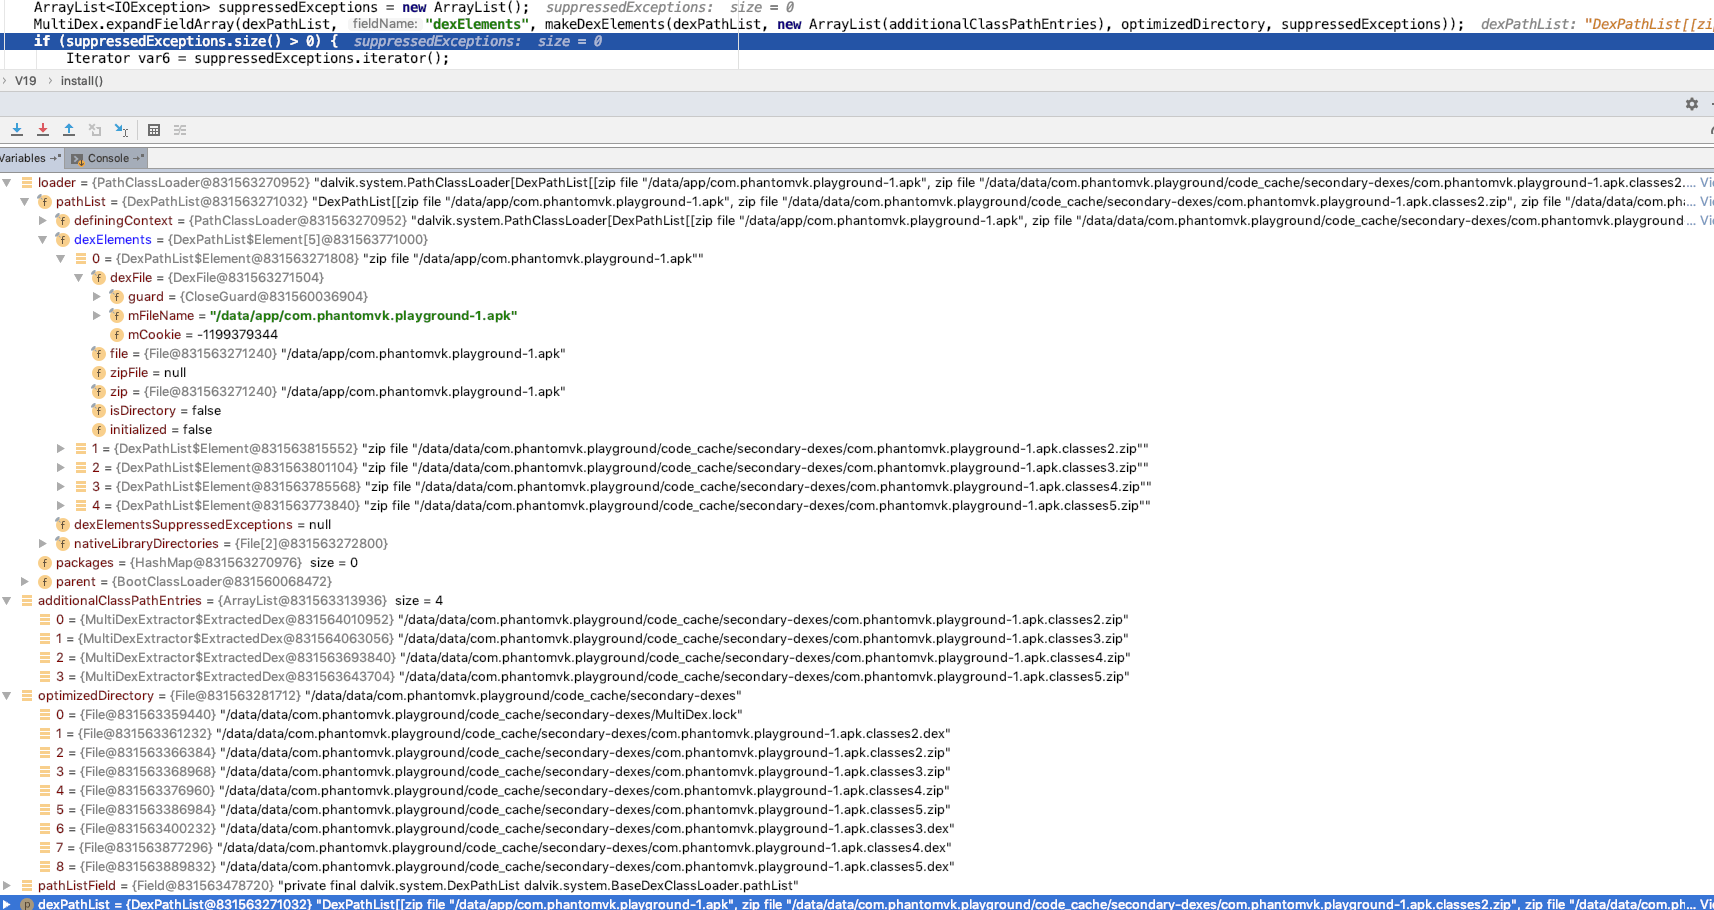 ArrayList<IOException> suppressedExceptions = new ArrayList();  suppressedExceptions:  size = 0
MultiDex.expandFieldArray(dexPathList,  fieldName: "dexElements", makeDexElements(dexPathList, new ArrayList(additionalClassPathEntries), optimizedDirectory, suppressedExceptions));  dexPathList: "DexPathList[[zi
if (suppressedExceptions.size() > 0) {  suppressedExceptions:  size = 0
Iterator var6 = suppressedExceptions.iterator();
V19 > install()
Variables Console
loader = {PathClassLoader@831563270952} "dalvik.system.PathClassLoader[DexPathList[[zip file "/data/app/com.phantomvk.playground-1.apk", zip file "/data/data/com.phantomvk.playground/code_cache/secondary-dexes/com.phantomvk.playground-1.apk.classes2.... Vi
pathList = {DexPathList@831563271032} "DexPathList[[zip file "/data/app/com.phantomvk.playground-1.apk", zip file "/data/data/com.phantomvk.playground/code_cache/secondary-dexes/com.phantomvk.playground-1.apk.classes2.zip", zip file "/data/data/com.ph... Vi
definingContext = {PathClassLoader@831563270952} "dalvik.system.PathClassLoader[DexPathList[[zip file "/data/app/com.phantomvk.playground-1.apk", zip file "/data/data/com.phantomvk.playground/code_cache/secondary-dexes/com.phantomvk.playground ... Vi
dexElements = {DexPathList$Element[5]@831563771000}
0 = {DexPathList$Element@831563271808} "zip file "/data/app/com.phantomvk.playground-1.apk""
dexFile = {DexFile@831563271504}
guard = {CloseGuard@831560036904}
mFileName = "/data/app/com.phantomvk.playground-1.apk"
mCookie = -1199379344
file = {File@831563271240} "/data/app/com.phantomvk.playground-1.apk"
zipFile = null
zip = {File@831563271240} "/data/app/com.phantomvk.playground-1.apk"
isDirectory = false
initialized = false
1 = {DexPathList$Element@831563815552} "zip file "/data/data/com.phantomvk.playground/code_cache/secondary-dexes/com.phantomvk.playground-1.apk.classes2.zip""
2 = {DexPathList$Element@831563801104} "zip file "/data/data/com.phantomvk.playground/code_cache/secondary-dexes/com.phantomvk.playground-1.apk.classes3.zip""
3 = {DexPathList$Element@831563785568} "zip file "/data/data/com.phantomvk.playground/code_cache/secondary-dexes/com.phantomvk.playground-1.apk.classes4.zip""
4 = {DexPathList$Element@831563773840} "zip file "/data/data/com.phantomvk.playground/code_cache/secondary-dexes/com.phantomvk.playground-1.apk.classes5.zip""
dexElementsSuppressedExceptions = null
nativeLibraryDirectories = {File[2]@831563272800}
packages = {HashMap@831563270976}  size = 0
parent = {BootClassLoader@831560068472}
additionalClassPathEntries = {ArrayList@831563313936}  size = 4
0 = {MultiDexExtractor$ExtractedDex@831564010952} "/data/data/com.phantomvk.playground/code_cache/secondary-dexes/com.phantomvk.playground-1.apk.classes2.zip"
1 = {MultiDexExtractor$ExtractedDex@831564063056} "/data/data/com.phantomvk.playground/code_cache/secondary-dexes/com.phantomvk.playground-1.apk.classes3.zip"
2 = {MultiDexExtractor$ExtractedDex@831563693840} "/data/data/com.phantomvk.playground/code_cache/secondary-dexes/com.phantomvk.playground-1.apk.classes4.zip"
3 = {MultiDexExtractor$ExtractedDex@831563643704} "/data/data/com.phantomvk.playground/code_cache/secondary-dexes/com.phantomvk.playground-1.apk.classes5.zip"
optimizedDirectory = {File@831563281712} "/data/data/com.phantomvk.playground/code_cache/secondary-dexes"
0 = {File@831563359440} "/data/data/com.phantomvk.playground/code_cache/secondary-dexes/MultiDex.lock"
1 = {File@831563361232} "/data/data/com.phantomvk.playground/code_cache/secondary-dexes/com.phantomvk.playground-1.apk.classes2.dex"
2 = {File@831563366384} "/data/data/com.phantomvk.playground/code_cache/secondary-dexes/com.phantomvk.playground-1.apk.classes2.zip"
3 = {File@831563368968} "/data/data/com.phantomvk.playground/code_cache/secondary-dexes/com.phantomvk.playground-1.apk.classes3.zip"
4 = {File@831563376960} "/data/data/com.phantomvk.playground/code_cache/secondary-dexes/com.phantomvk.playground-1.apk.classes4.zip"
5 = {File@831563386984} "/data/data/com.phantomvk.playground/code_cache/secondary-dexes/com.phantomvk.playground-1.apk.classes5.zip"
6 = {File@831563400232} "/data/data/com.phantomvk.playground/code_cache/secondary-dexes/com.phantomvk.playground-1.apk.classes3.dex"
7 = {File@831563877296} "/data/data/com.phantomvk.playground/code_cache/secondary-dexes/com.phantomvk.playground-1.apk.classes4.dex"
8 = {File@831563889832} "/data/data/com.phantomvk.playground/code_cache/secondary-dexes/com.phantomvk.playground-1.apk.classes5.dex"
pathListField = {Field@831563478720} "private final dalvik.system.DexPathList dalvik.system.BaseDexClassLoader.pathList"
dexPathList = {DexPathList@831563271032} "DexPathList[[zip file "/data/app/com.phantomvk.playground-1.apk", zip file "/data/data/com.phantomvk.playground/code_cache/secondary-dexes/com.phantomvk.playground-1.apk.classes2.zip", zip file "/data/data/com.ph... Vi